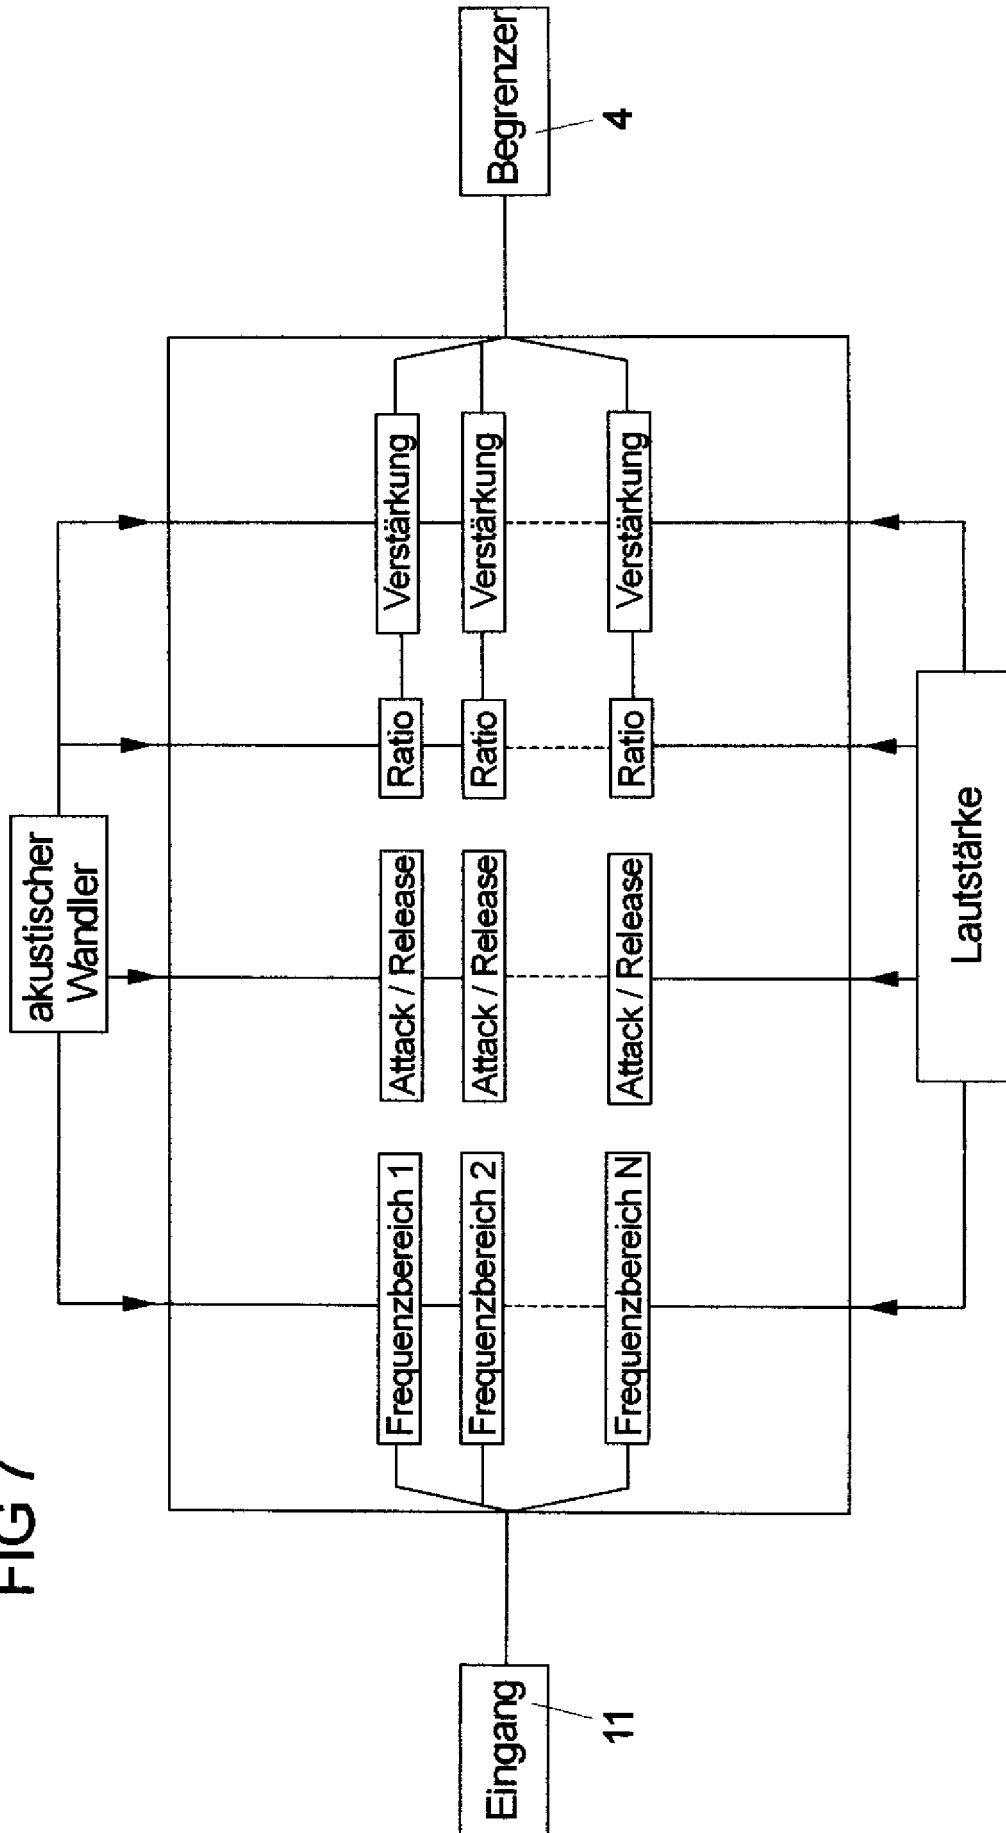 FIG 7
akustischer
Wandler
Eingang
11
Frequenzbereich 1
Attack / Release
Ratio
Verstärkung
Frequenzbereich 2
Attack / Release
Ratio
Verstärkung
Frequenzbereich N
Attack / Release
Ratio
Verstärkung
Begrenzer
4
Lautstärke